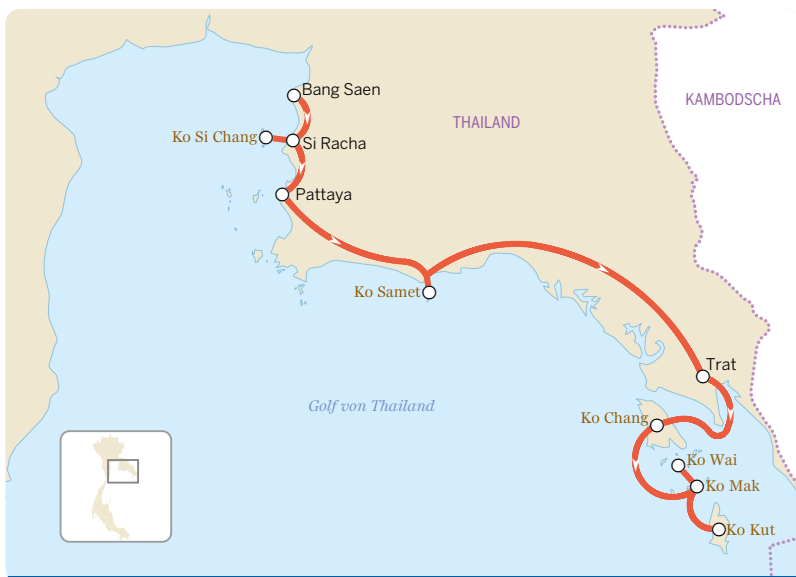 Bang Saen
KAMBODSCHA
THAILAND
Ko Si Chang
Si Racha
Pattaya
Ko Samet
Trat
Golf von Thailand
Ko Chang
Ko Wai
Ko Mak
Ko Kut